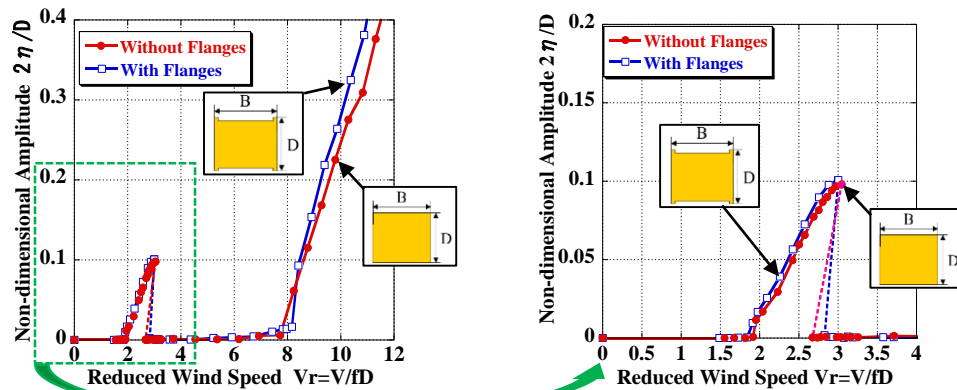 Non-dimensional Amplitude 2η/D
0.4
0.3
0.2
0.1
0
Without Flanges
With Flanges
B
D
B
D
0 2 4 6 8 10 12
Reduced Wind Speed Vr=V/fD
Non-dimensional Amplitude 2η/D
0.2
0.15
0.1
0.05
0
Without Flanges
With Flanges
B
D
B
D
0 0.5 1 1.5 2 2.5 3 3.5 4
Reduced Wind Speed Vr=V/fD